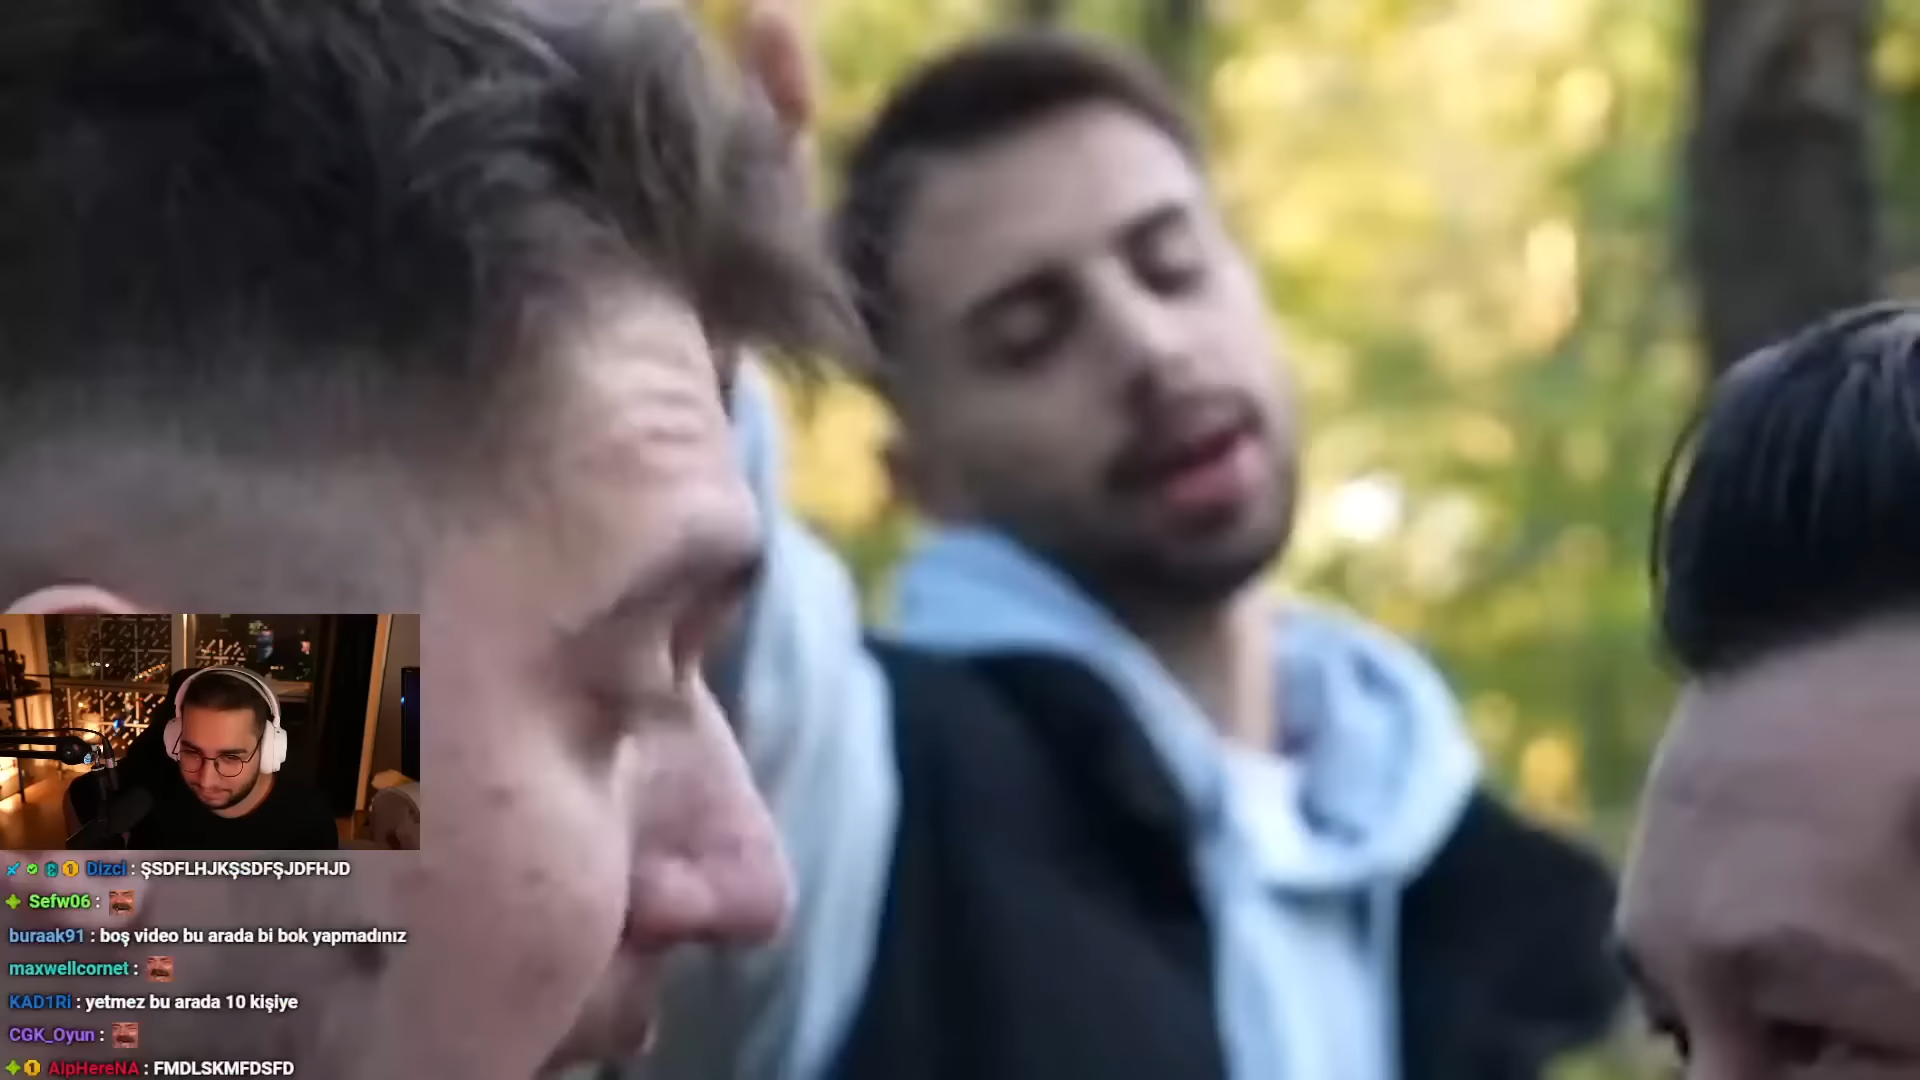 Dizci : ŞSDFLHJKŞSDFŞJDFHJD
Sefw06 :
buraak91 : boş video bu arada bi bok yapmadınız
maxwellcornet :
KAD1Ri : yetmez bu arada 10 kişiye
CGK_Oyun :
AlpHereNA : FMDLSKMFDSFD